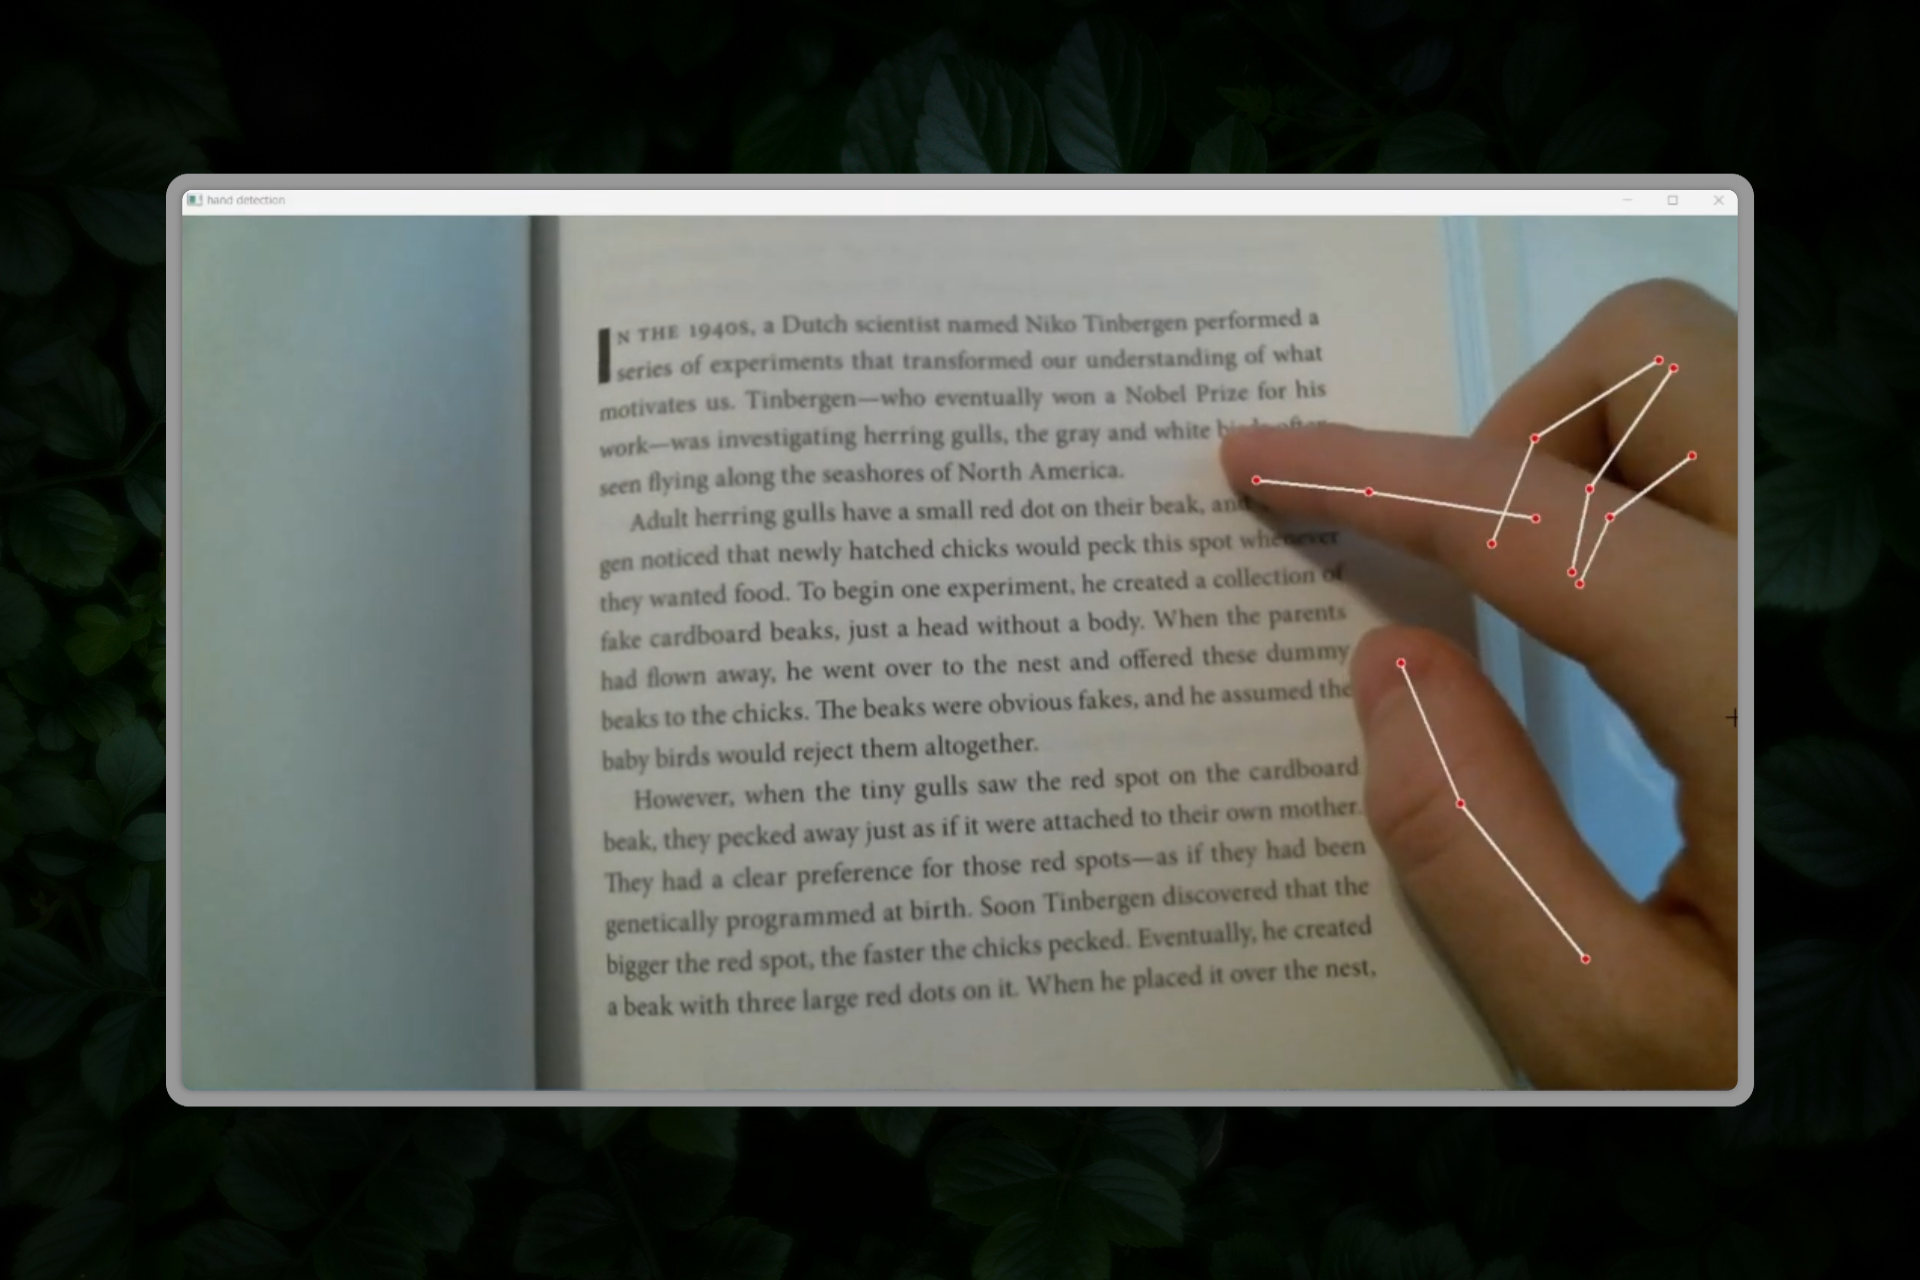 hand detection
IN THE 1940S, a Dutch scientist named Niko Tinbergen performed a
series of experiments that transformed our understanding of what
motivates us. Tinbergen—who eventually won a Nobel Prize for his
work—was investigating herring gulls, the gray and white
seen flying along the seashores of North America.
Adult herring gulls have a small red dot on their beak, and
gen noticed that newly hatched chicks would peck this spot whenever
they wanted food. To begin one experiment, he created a collection of
fake cardboard beaks, just a head without a body. When the parents
had flown away, he went over to the nest and offered these dummy
beaks to the chicks. The beaks were obvious fakes, and he assumed the
baby birds would reject them altogether.
However, when the tiny gulls saw the red spot on the cardboard
beak, they pecked away just as if it were attached to their own mother.
They had a clear preference for those red spots—as if they had been
genetically programmed at birth. Soon Tinbergen discovered that the
bigger the red spot, the faster the chicks pecked. Eventually, he created
a beak with three large red dots on it. When he placed it over the nest,